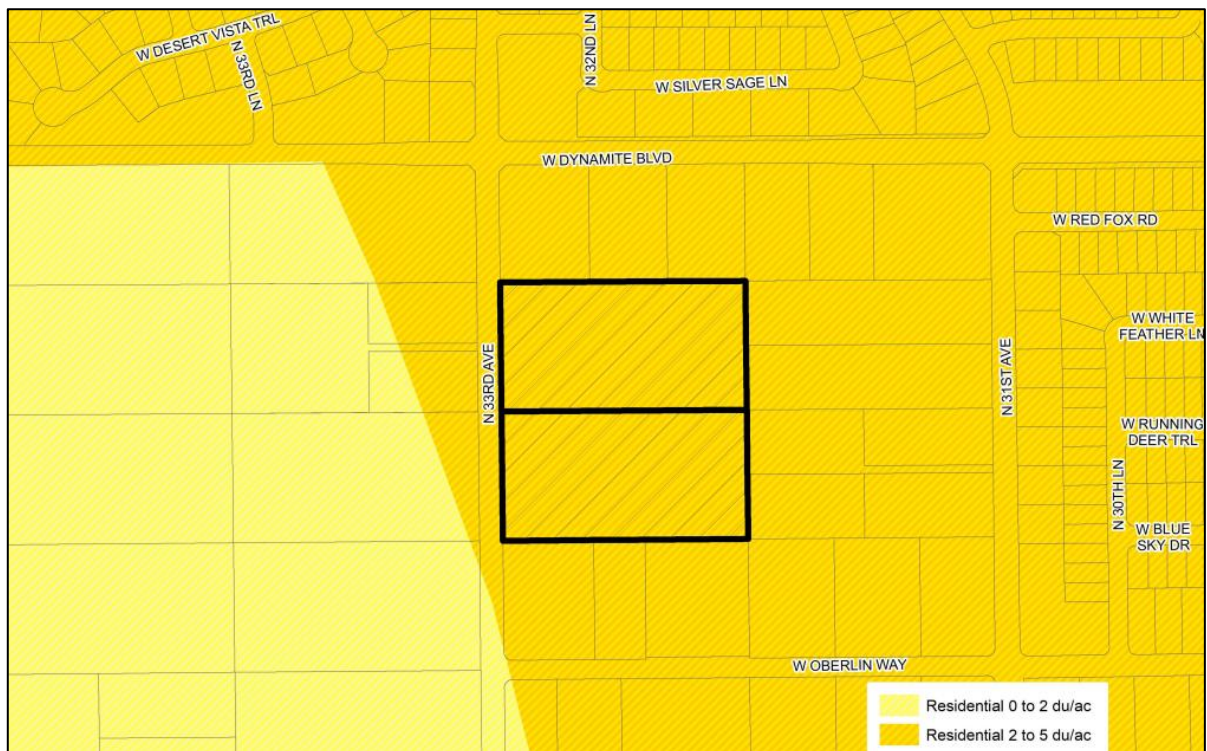 W DESERT VISTA TRL
N 33RD LN
N 32ND LN
W SILVER SAGE LN
W DYNAMITE BLVD
W RED FOX RD
N 33RD AVE
N 31ST AVE
W WHITE
FEATHER LN
W RUNNING
DEER TRL
N 30TH LN
W BLUE
SKY DR
W OBERLIN WAY
Residential 0 to 2 du/ac
Residential 2 to 5 du/ac